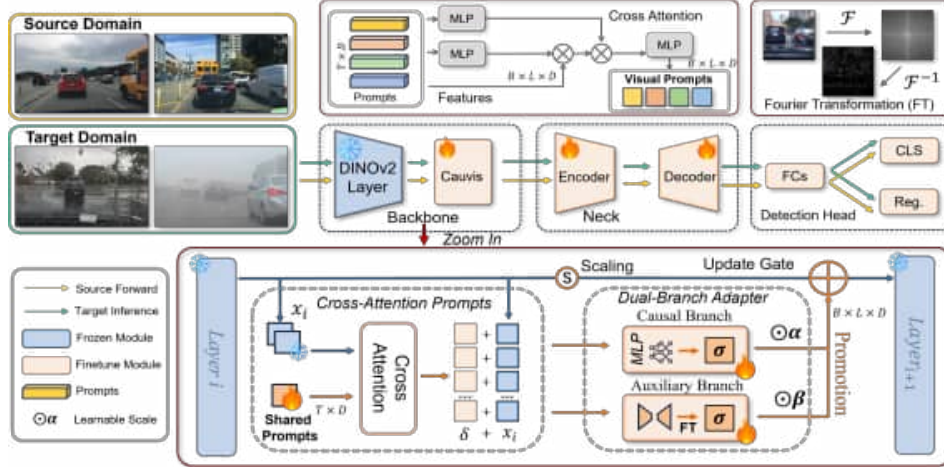 Source Domain
Target Domain
MLP
MLP
Cross Attention
MLP
T × D
B × L × D
B × L × D
Prompts
Features
Visual Prompts
F
F⁻¹
Fourier Transformation (FT)
DINOv2
Layer
Cauvis
Backbone
Encoder
Decoder
Neck
FCs
CLS
Reg.
Detection Head
Zoom In
Source Forward
Target Inference
Frozen Module
Finetune Module
Prompts
⊙α Learnable Scale
Layer i
x_i
Cross-Attention Prompts
Cross
Attention
Shared
Prompts
T × D
+
+
+
+
... ...
+
δ + x_i
S
Scaling
Update Gate
Dual-Branch Adapter
Causal Branch
MLP
σ
⊙α
Auxiliary Branch
FT
σ
⊙β
B × L × D
Promotion
Layer_{i+1}